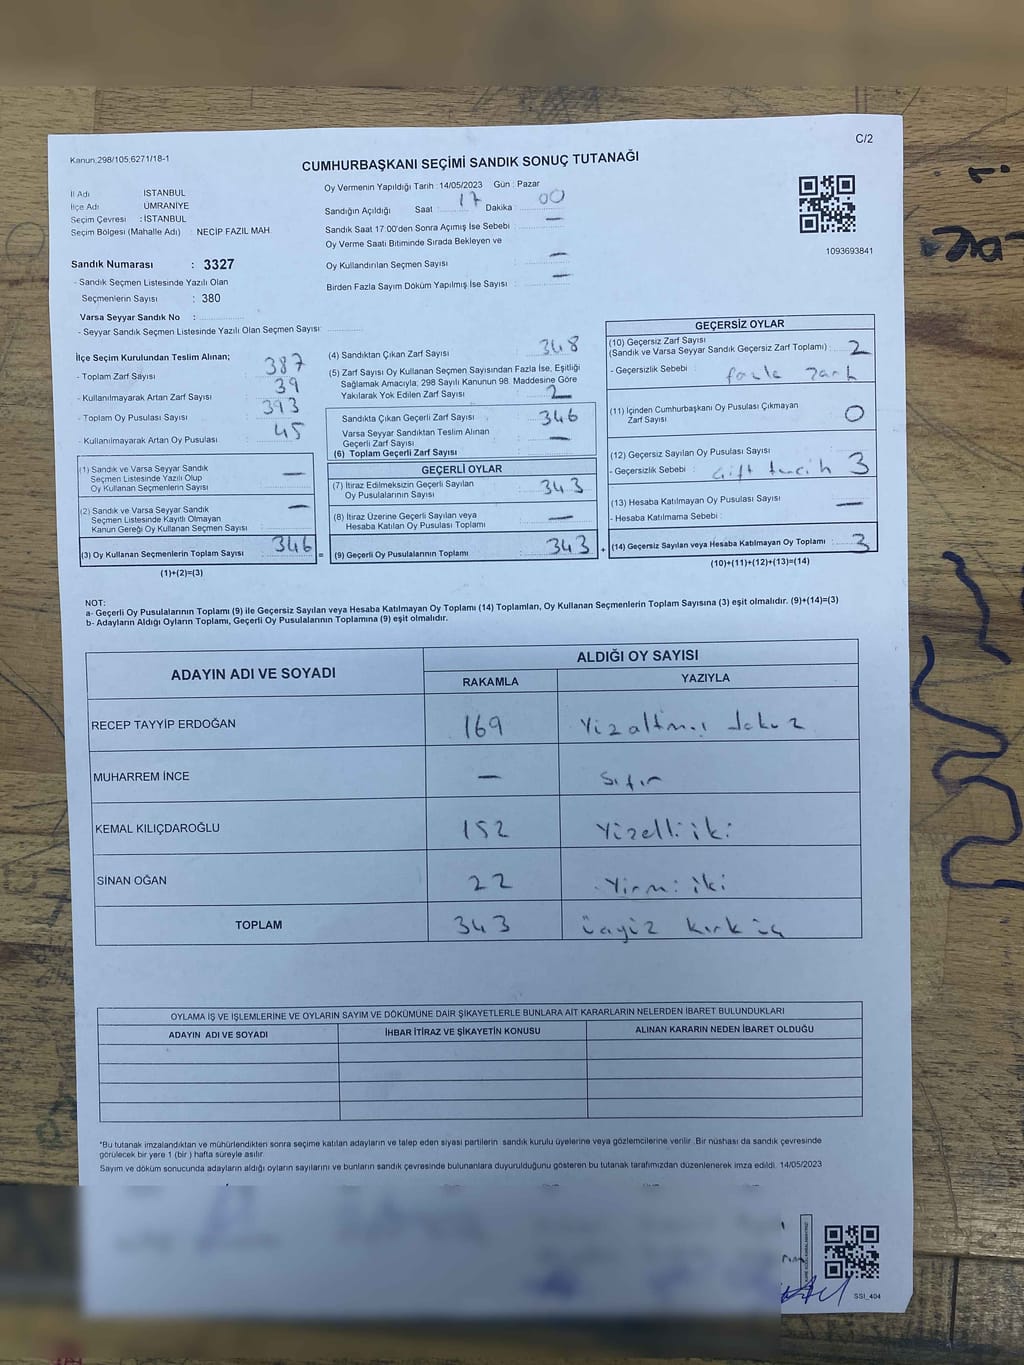 C/2
Kanun:298/105;6271/18-1
CUMHURBAŞKANI SEÇİMİ SANDIK SONUÇ TUTANAĞI
İl Adı İSTANBUL
İlçe Adı ÜMRANİYE
Seçim Çevresi : İSTANBUL
Seçim Bölgesi (Mahalle Adı) : NECİP FAZIL MAH.
Sandık Numarası : 3327
- Sandık Seçmen Listesinde Yazılı Olan
Seçmenlerin Sayısı : 380
Varsa Seyyar Sandık No :
- Seyyar Sandık Seçmen Listesinde Yazılı Olan Seçmen Sayısı:
Oy Vermenin Yapıldığı Tarih :14/05/2023 Gün : Pazar
Sandığın Açıldığı Saat : 17 Dakika : 00
Sandık Saat 17.00'den Sonra Açımış İse Sebebi : —
Oy Verme Saati Bitiminde Sırada Bekleyen ve
Oy Kullandırılan Seçmen Sayısı : —
Birden Fazla Sayım Döküm Yapılmış İse Sayısı : —
1093693841
İlçe Seçim Kurulundan Teslim Alınan;
- Toplam Zarf Sayısı : 387
- Kullanılmayarak Artan Zarf Sayısı : 39
- Toplam Oy Pusulası Sayısı : 393
- Kullanılmayarak Artan Oy Pusulası : 45
(1) Sandık ve Varsa Seyyar Sandık
Seçmen Listesinde Yazılı Olup
Oy Kullanan Seçmenlerin Sayısı —
(2) Sandık ve Varsa Seyyar Sandık
Seçmen Listesinde Kayıtlı Olmayan
Kanun Gereği Oy Kullanan Seçmen Sayısı —
(3) Oy Kullanan Seçmenlerin Toplam Sayısı : 346
(1)+(2)=(3)
=
(4) Sandıktan Çıkan Zarf Sayısı : 348
(5) Zarf Sayısı Oy Kullanan Seçmen Sayısından Fazla İse, Eşitliği
Sağlamak Amacıyla; 298 Sayılı Kanunun 98. Maddesine Göre
Yakılarak Yok Edilen Zarf Sayısı : 2
Sandıkta Çıkan Geçerli Zarf Sayısı : 346
Varsa Seyyar Sandıktan Teslim Alınan
Geçerli Zarf Sayısı : —
(6) Toplam Geçerli Zarf Sayısı
GEÇERLİ OYLAR
(7) İtiraz Edilmeksizin Geçerli Sayılan
Oy Pusulalarının Sayısı : 343
(8) İtiraz Üzerine Geçerli Sayılan veya
Hesaba Katılan Oy Pusulası Toplamı : —
(9) Geçerli Oy Pusulalarının Toplamı : 343
+
GEÇERSİZ OYLAR
(10) Geçersiz Zarf Sayısı
(Sandık ve Varsa Seyyar Sandık Geçersiz Zarf Toplamı) : 2
- Geçersizlik Sebebi : fazla zarf
(11) İçinden Cumhurbaşkanı Oy Pusulası Çıkmayan
Zarf Sayısı : 0
(12) Geçersiz Sayılan Oy Pusulası Sayısı : 3
- Geçersizlik Sebebi : Çift tercih
(13) Hesaba Katılmayan Oy Pusulası Sayısı : —
- Hesaba Katılmama Sebebi :
(14) Geçersiz Sayılan veya Hesaba Katılmayan Oy Toplamı : 3
(10)+(11)+(12)+(13)=(14)
NOT:
a- Geçerli Oy Pusulalarının Toplamı (9) ile Geçersiz Sayılan veya Hesaba Katılmayan Oy Toplamı (14) Toplamları, Oy Kullanan Seçmenlerin Toplam Sayısına (3) eşit olmalıdır. (9)+(14)=(3)
b- Adayların Aldığı Oyların Toplamı, Geçerli Oy Pusulalarının Toplamına (9) eşit olmalıdır.
ADAYIN ADI VE SOYADI
ALDIĞI OY SAYISI
RAKAMLA YAZIYLA
RECEP TAYYİP ERDOĞAN 169 Yüzaltmış dokuz
MUHARREM İNCE — Sıfır
KEMAL KILIÇDAROĞLU 152 Yüzelli iki
SİNAN OĞAN 22 Yirmi iki
TOPLAM 343 üçyüz kırk üç
OYLAMA İŞ VE İŞLEMLERİNE VE OYLARIN SAYIM VE DÖKÜMÜNE DAİR ŞİKAYETLERLE BUNLARA AİT KARARLARIN NELERDEN İBARET BULUNDUKLARI
ADAYIN ADI VE SOYADI İHBAR İTİRAZ VE ŞİKAYETİN KONUSU ALINAN KARARIN NEDEN İBARET OLDUĞU
*Bu tutanak imzalandıktan ve mühürlendikten sonra seçime katılan adayların ve talep eden siyasi partilerin sandık kurulu üyelerine veya gözlemcilerine verilir. Bir nüshası da sandık çevresinde
görülecek bir yere 1 (bir) hafta süreyle asılır.
Sayım ve döküm sonucunda adayların aldığı oyların sayılarını ve bunların sandık çevresinde bulunanlara duyurulduğunu gösteren bu tutanak tarafımızdan düzenlenerek imza edildi. 14/05/2023
SSI_404